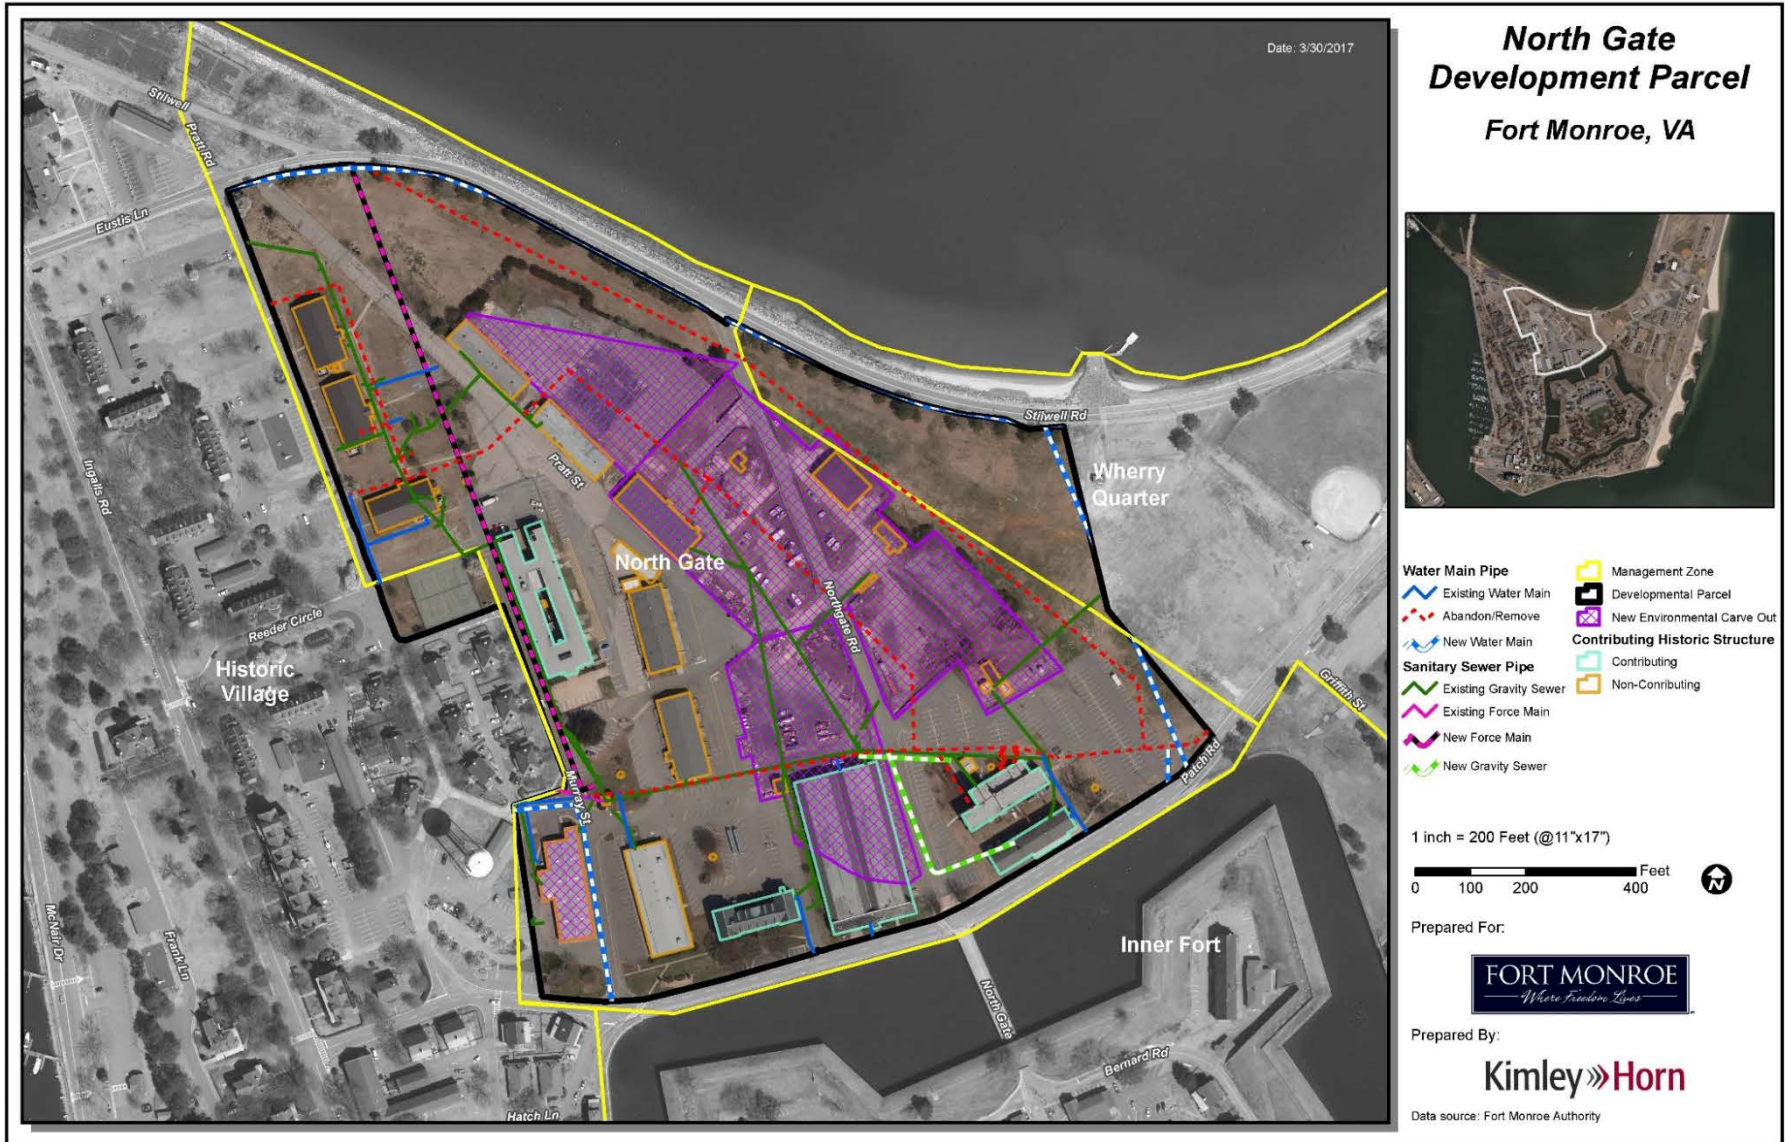 Date: 3/30/2017
North Gate
Development Parcel
Fort Monroe, VA
Stilwell
Pratt Rd
Eustis Ln
Stilwell Rd
Wherry
Quarter
Ingalls Rd
Pratt St
North Gate
Northgate Rd
Reeder Circle
Historic
Village
Griffith St
Patch Rd
Murray St
McNair Dr
Frank Ln
Inner Fort
North Gate
Bernard Rd
Hatch Ln
Water Main Pipe
Existing Water Main
Abandon/Remove
New Water Main
Sanitary Sewer Pipe
Existing Gravity Sewer
Existing Force Main
New Force Main
New Gravity Sewer
Management Zone
Developmental Parcel
New Environmental Carve Out
Contributing Historic Structure
Contributing
Non-Conributing
1 inch = 200 Feet (@11"x17")
Feet
0 100 200 400
N
Prepared For:
FORT MONROE
Where Freedom Lives
Prepared By:
Kimley»Horn
Data source: Fort Monroe Authority